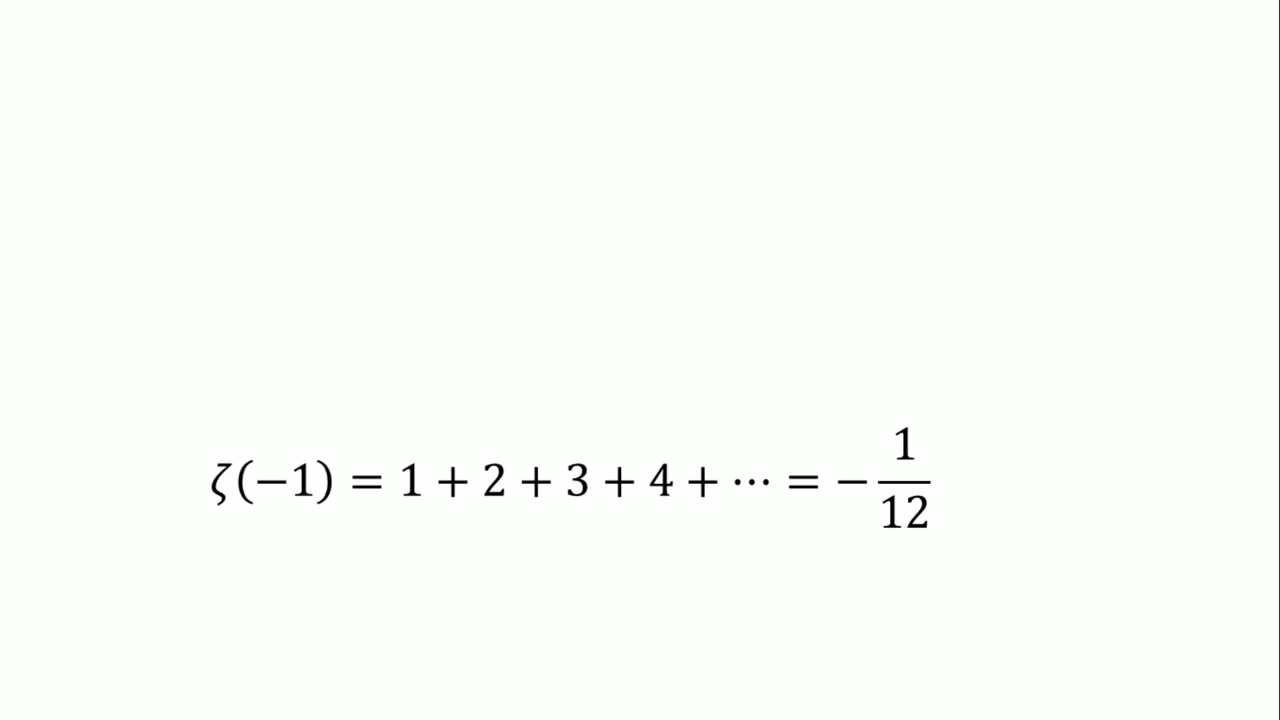 ζ(−1) = 1 + 2 + 3 + 4 + ⋯ = −1/12